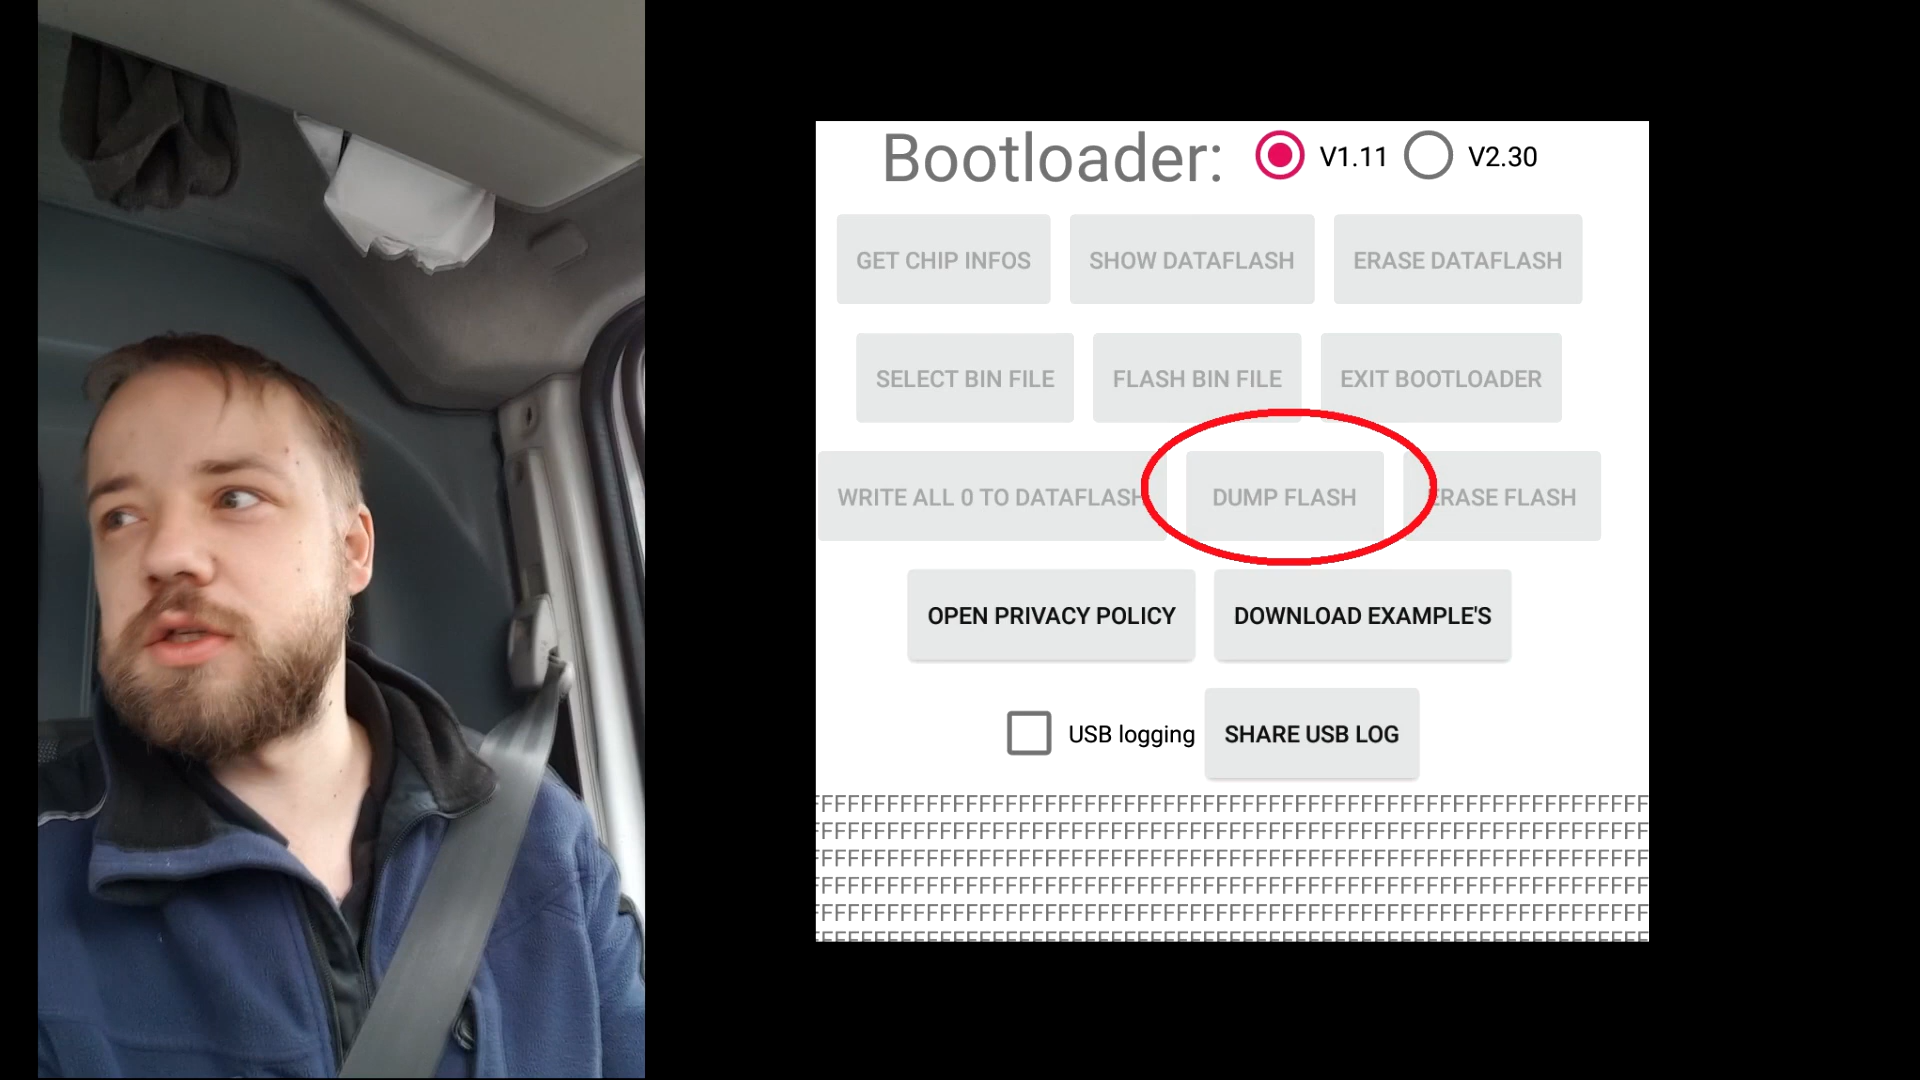 Bootloader: V1.11 V2.30
GET CHIP INFOS SHOW DATAFLASH ERASE DATAFLASH
SELECT BIN FILE FLASH BIN FILE EXIT BOOTLOADER
WRITE ALL 0 TO DATAFLASH DUMP FLASH ERASE FLASH
OPEN PRIVACY POLICY DOWNLOAD EXAMPLE'S
USB logging SHARE USB LOG
FFFFFFFFFFFFFFFFFFFFFFFFFFFFFFFFFFFFFFFFFFFFFFFFFFFFFFFFFFFFFFFF
FFFFFFFFFFFFFFFFFFFFFFFFFFFFFFFFFFFFFFFFFFFFFFFFFFFFFFFFFFFFFFFF
FFFFFFFFFFFFFFFFFFFFFFFFFFFFFFFFFFFFFFFFFFFFFFFFFFFFFFFFFFFFFFFF
FFFFFFFFFFFFFFFFFFFFFFFFFFFFFFFFFFFFFFFFFFFFFFFFFFFFFFFFFFFFFFFF
FFFFFFFFFFFFFFFFFFFFFFFFFFFFFFFFFFFFFFFFFFFFFFFFFFFFFFFFFFFFFFFF